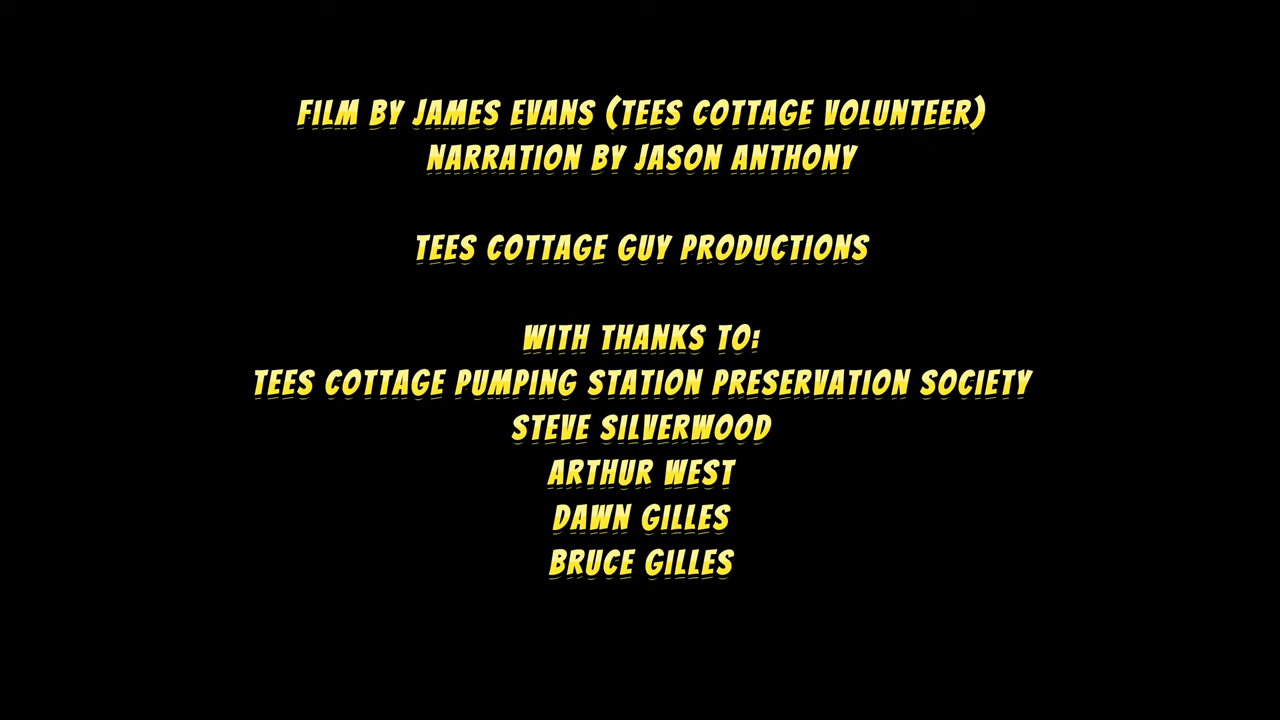 FILM BY JAMES EVANS (TEES COTTAGE VOLUNTEER)
NARRATION BY JASON ANTHONY
TEES COTTAGE GUY PRODUCTIONS
WITH THANKS TO:
TEES COTTAGE PUMPING STATION PRESERVATION SOCIETY
STEVE SILVERWOOD
ARTHUR WEST
DAWN GILLES
BRUCE GILLES